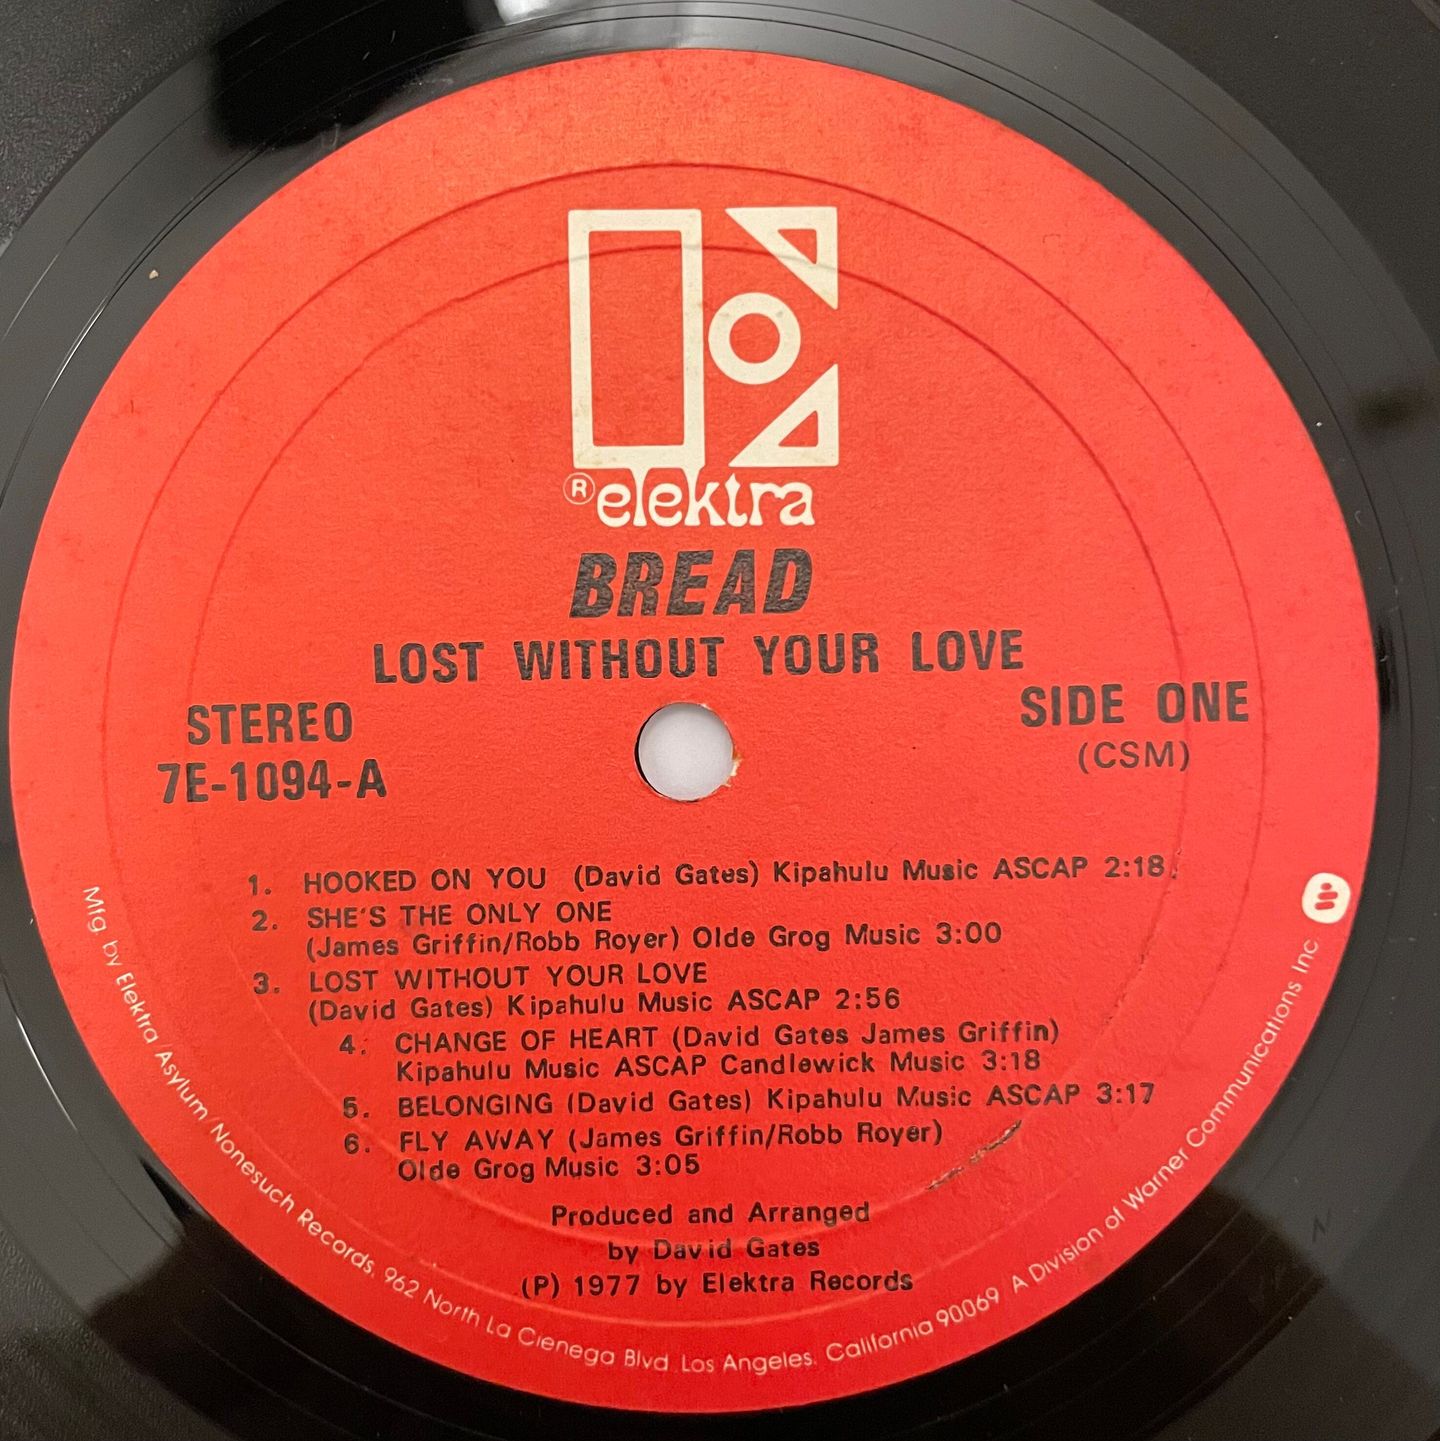 ® elektra
BREAD
LOST WITHOUT YOUR LOVE
STEREO
7E-1094-A
SIDE ONE
(CSM)
1. HOOKED ON YOU (David Gates) Kipahulu Music ASCAP 2:18
2. SHE'S THE ONLY ONE
(James Griffin/Robb Royer) Olde Grog Music 3:00
3. LOST WITHOUT YOUR LOVE
(David Gates) Kipahulu Music ASCAP 2:56
4. CHANGE OF HEART (David Gates James Griffin)
Kipahulu Music ASCAP Candlewick Music 3:18
5. BELONGING (David Gates) Kipahulu Music ASCAP 3:17
6. FLY AWAY (James Griffin/Robb Royer)
Olde Grog Music 3:05
Produced and Arranged
by David Gates
(P) 1977 by Elektra Records
Mfg by Elektra/Asylum/Nonesuch Records, 962 North La Cienega Blvd. Los Angeles, California 90069 A Division of Warner Communications Inc